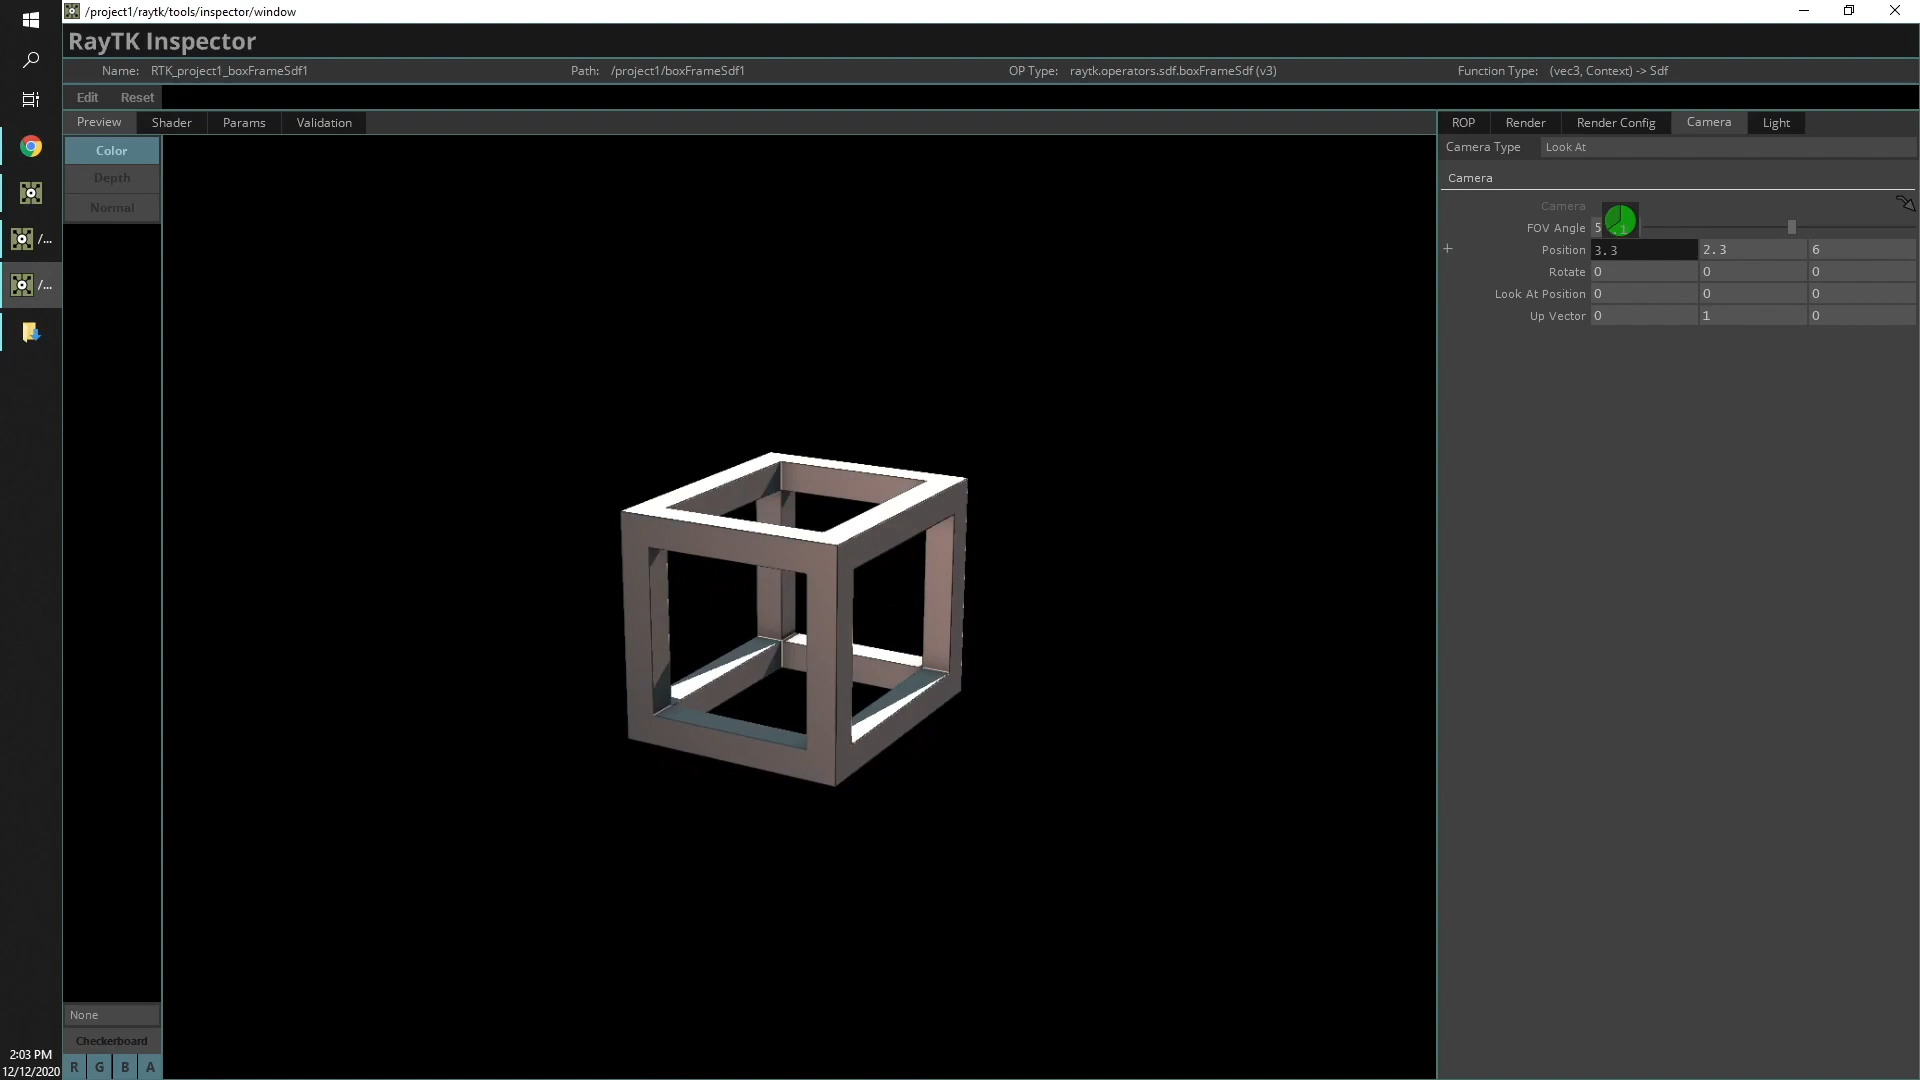 /project1/raytk/tools/inspector/window
RayTK Inspector
Name: RTK_project1_boxFrameSdf1 Path: /project1/boxFrameSdf1 OP Type: raytk.operators.sdf.boxFrameSdf (v3) Function Type: (vec3, Context) -> Sdf
Edit Reset
Preview Shader Params Validation
ROP Render Render Config Camera Light
Color
Depth
Normal
Camera Type Look At
Camera
Camera
FOV Angle 5
Position 3.3 2.3 6
Rotate 0 0 0
Look At Position 0 0 0
Up Vector 0 1 0
/...
/...
None
Checkerboard
R G B A
2:03 PM
12/12/2020